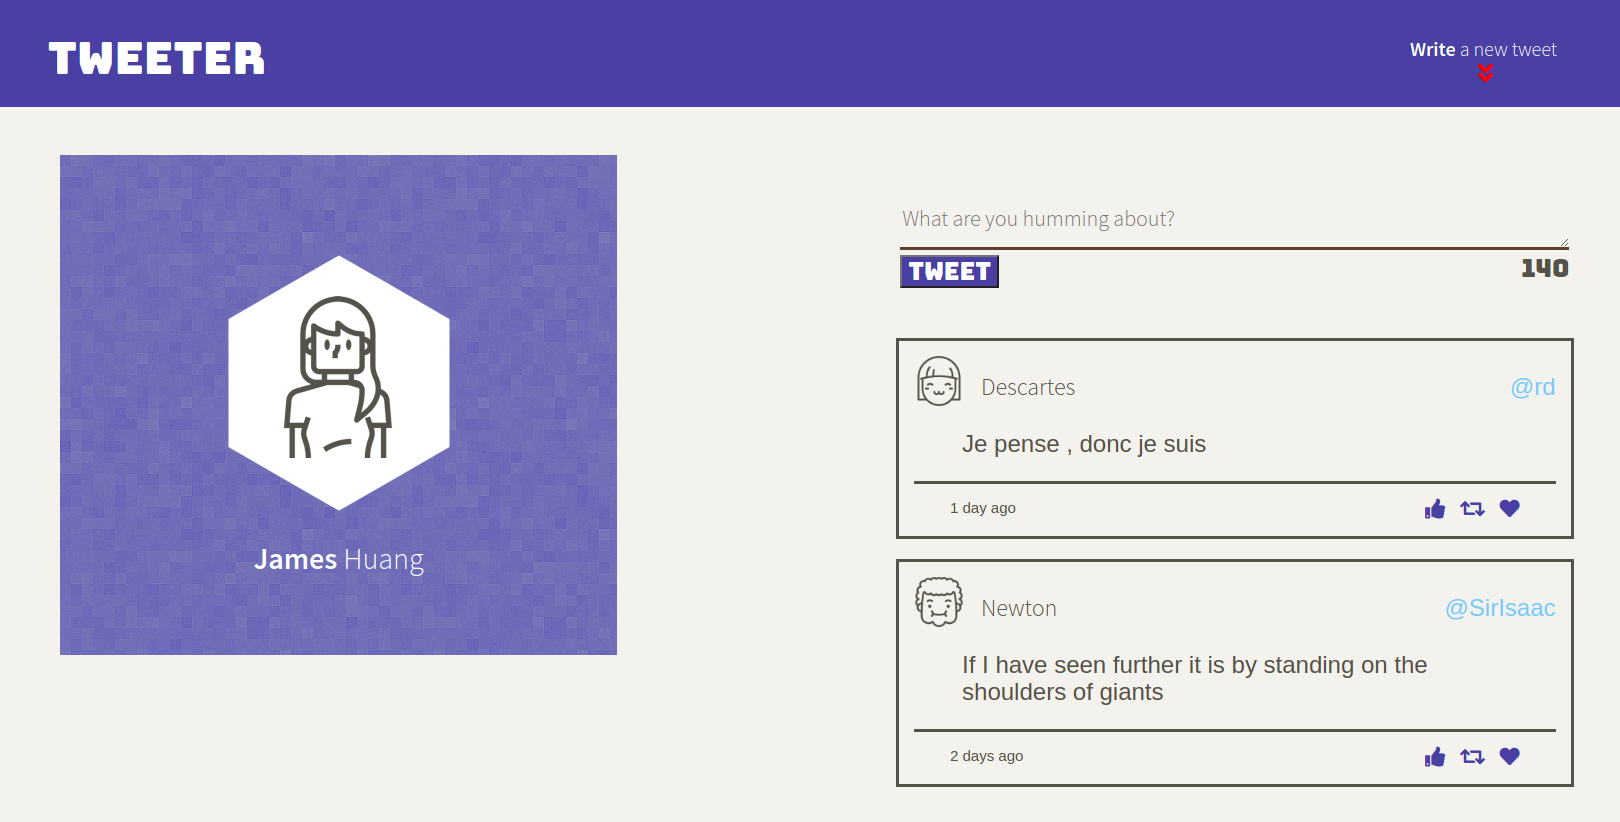 TWEETER
Write a new tweet
James Huang
What are you humming about?
TWEET
140
Descartes
@rd
Je pense , donc je suis
1 day ago
Newton
@SirIsaac
If I have seen further it is by standing on the
shoulders of giants
2 days ago